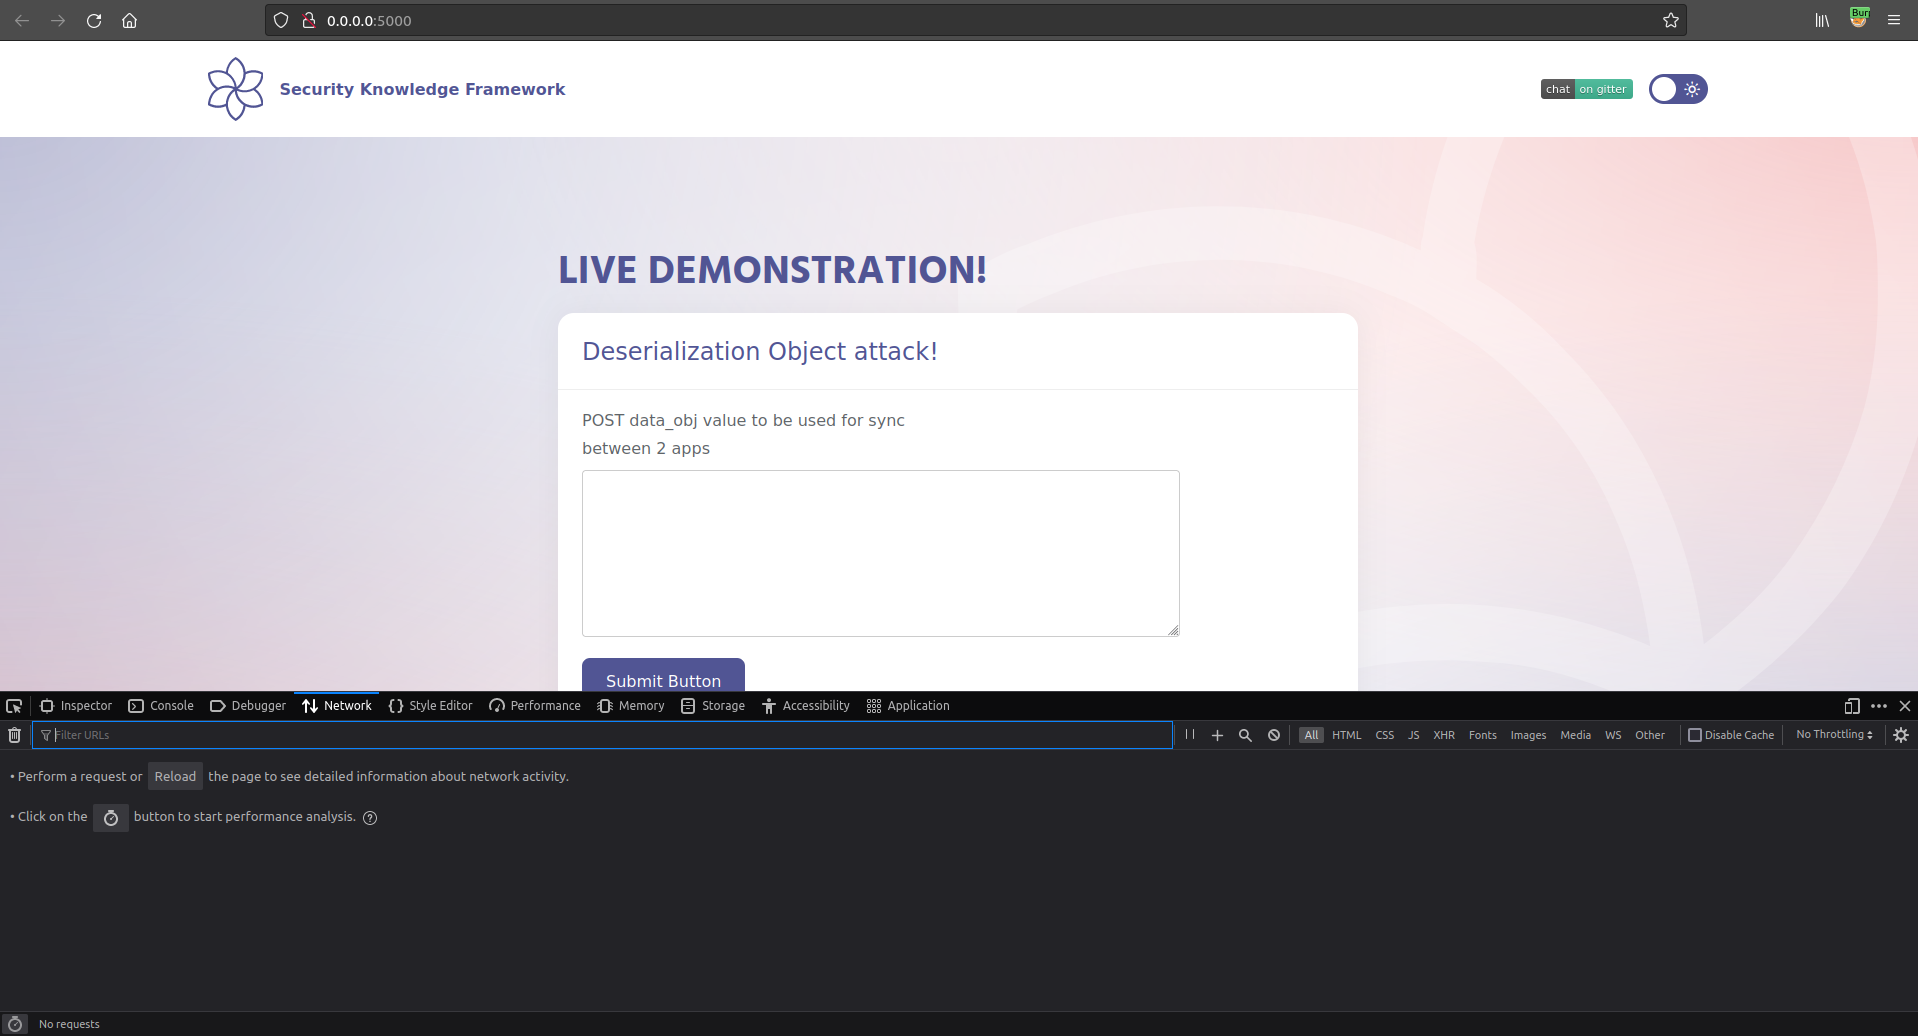 0.0.0.0:5000
Security Knowledge Framework
chat on gitter
LIVE DEMONSTRATION!
Deserialization Object attack!
POST data_obj value to be used for sync
between 2 apps
Submit Button
Inspector Console Debugger Network Style Editor Performance Memory Storage Accessibility Application
Filter URLs All HTML CSS JS XHR Fonts Images Media WS Other Disable Cache No Throttling
• Perform a request or Reload the page to see detailed information about network activity.
• Click on the button to start performance analysis. ?
No requests